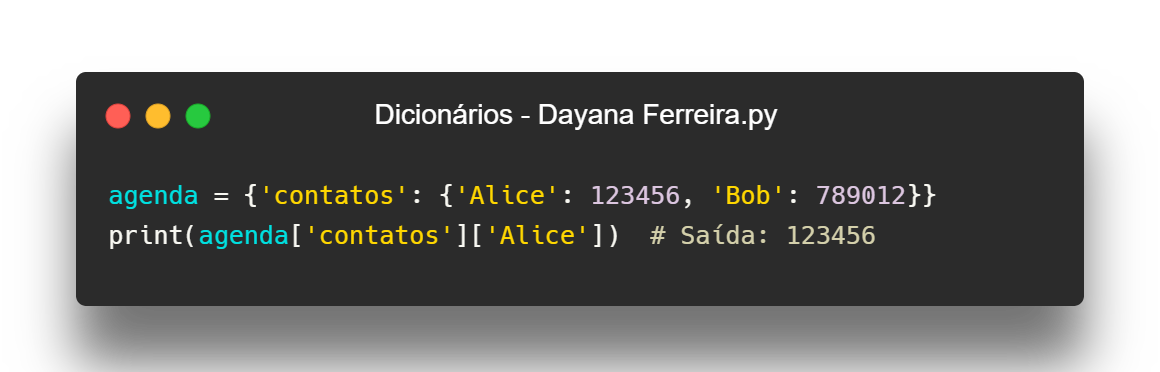 Dicionários - Dayana Ferreira.py
agenda = {'contatos': {'Alice': 123456, 'Bob': 789012}}
print(agenda['contatos']['Alice'])  # Saída: 123456